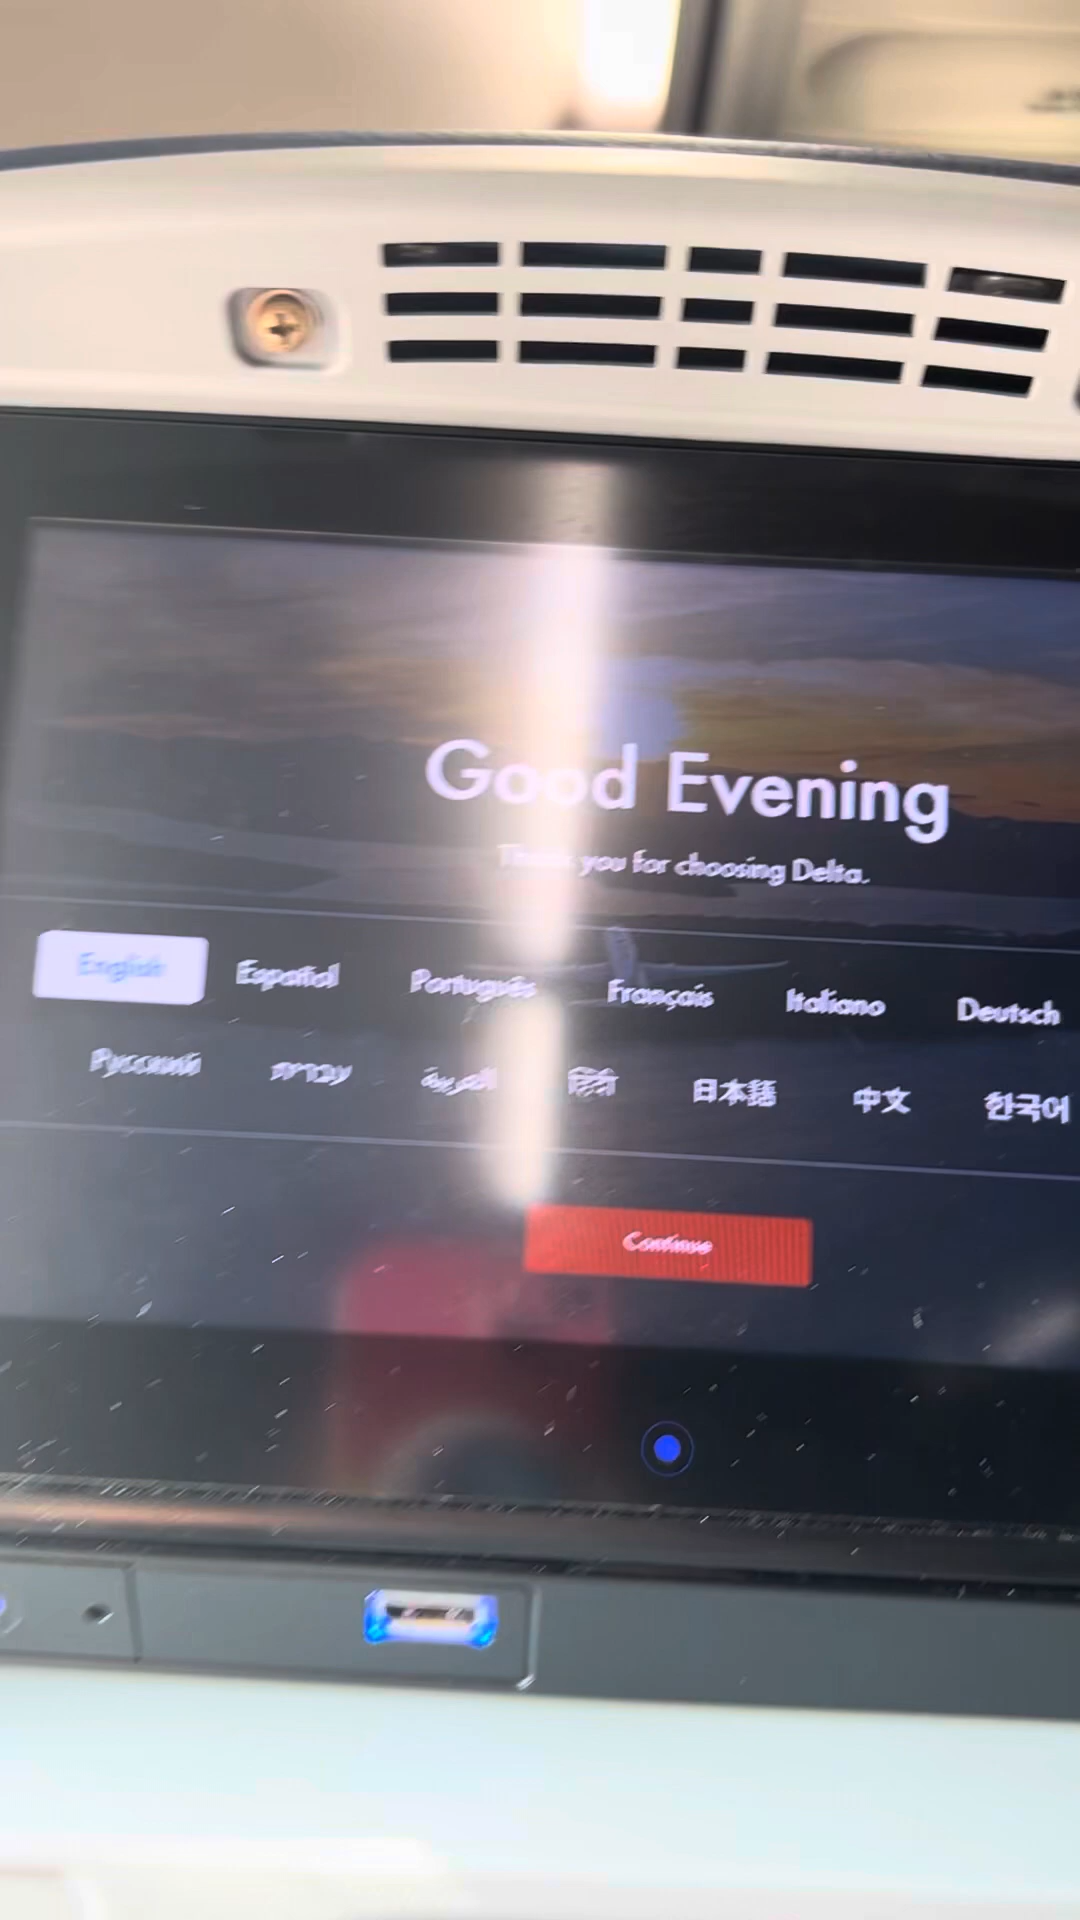 Good Evening
Thank you for choosing Delta.
English Español Português Français Italiano Deutsch
Русский עברית العربية हिंदी 日本語 中文 한국어
Continue